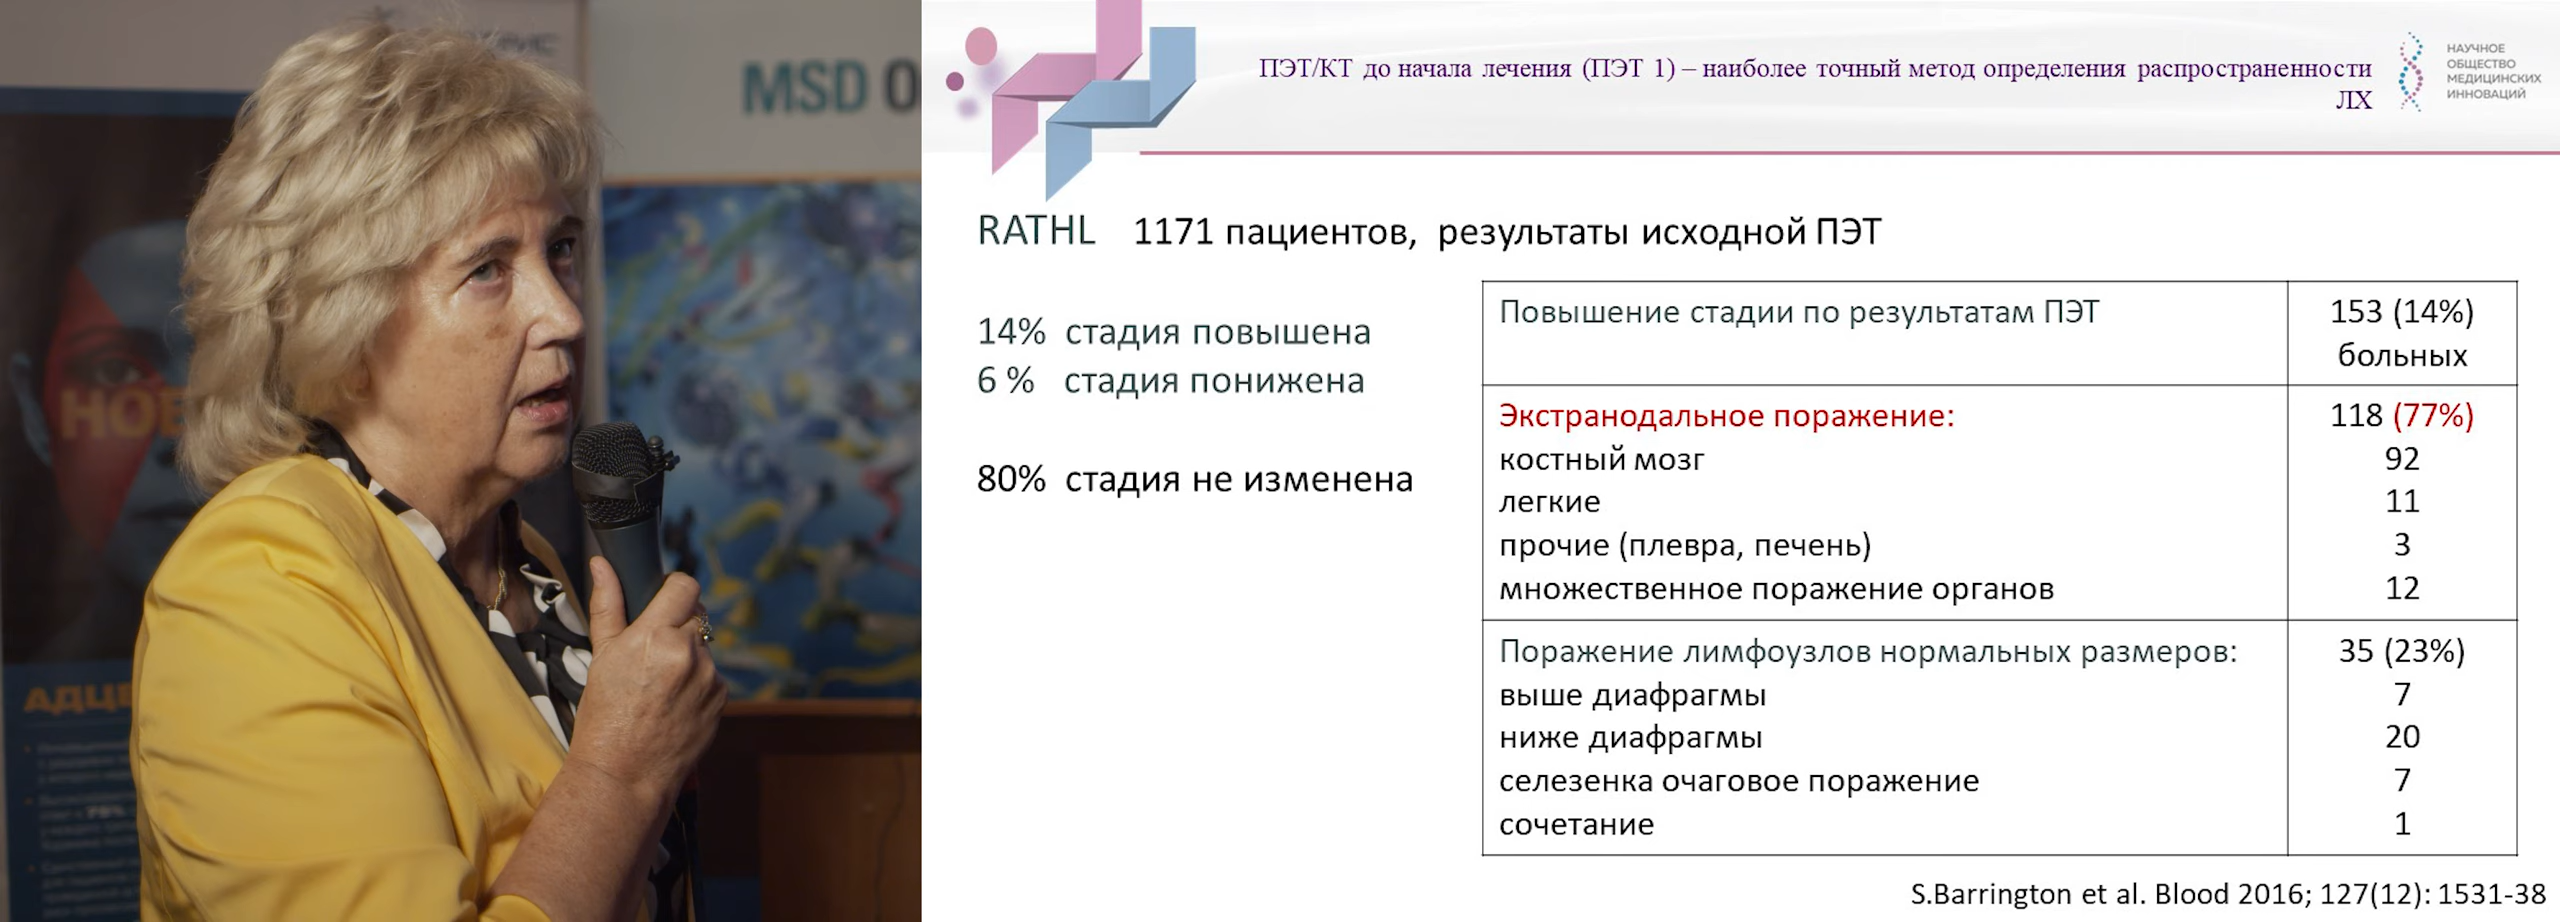 MSD
НОВ
АДЦЕ
ПЭТ/КТ до начала лечения (ПЭТ 1) – наиболее точный метод определения распространенности
ЛХ
НАУЧНОЕ
ОБЩЕСТВО
МЕДИЦИНСКИХ
ИННОВАЦИЙ
RATHL 1171 пациентов, результаты исходной ПЭТ
14% стадия повышена
6 % стадия понижена
80% стадия не изменена
Повышение стадии по результатам ПЭТ 153 (14%)
больных
Экстранодальное поражение: 118 (77%)
костный мозг 92
легкие 11
прочие (плевра, печень) 3
множественное поражение органов 12
Поражение лимфоузлов нормальных размеров: 35 (23%)
выше диафрагмы 7
ниже диафрагмы 20
селезенка очаговое поражение 7
сочетание 1
S.Barrington et al. Blood 2016; 127(12): 1531-38